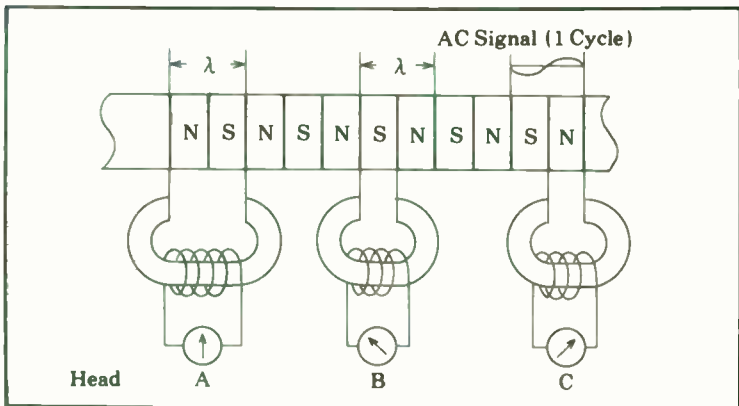 AC Signal (1 Cycle)
λ λ
N S N S N S N S N S N
Head A B C